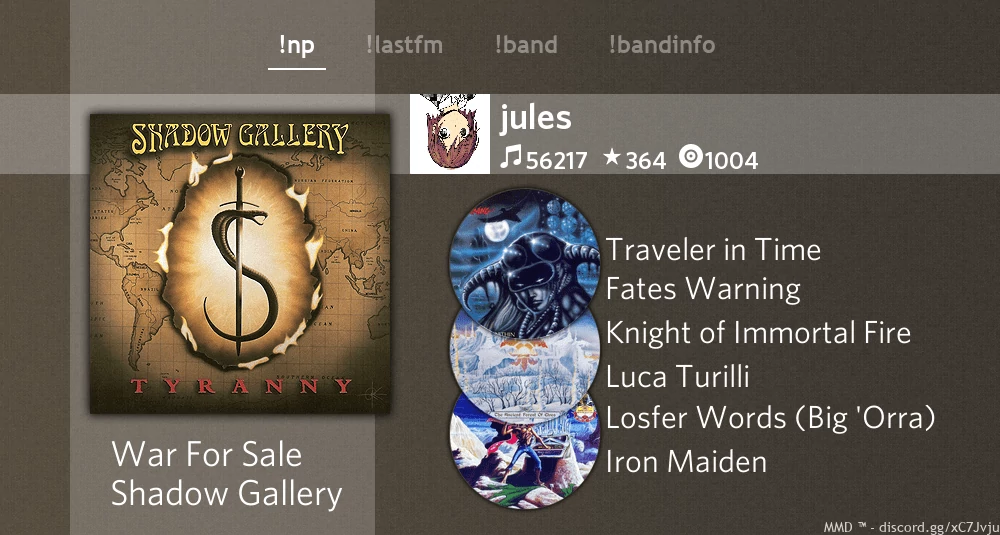 !np !lastfm !band !bandinfo
jules
56217 364 1004
SHADOW GALLERY
TYRANNY
War For Sale
Shadow Gallery
Traveler in Time
Fates Warning
Knight of Immortal Fire
Luca Turilli
Losfer Words (Big 'Orra)
Iron Maiden
MMD ™ - discord.gg/xC7Jvju